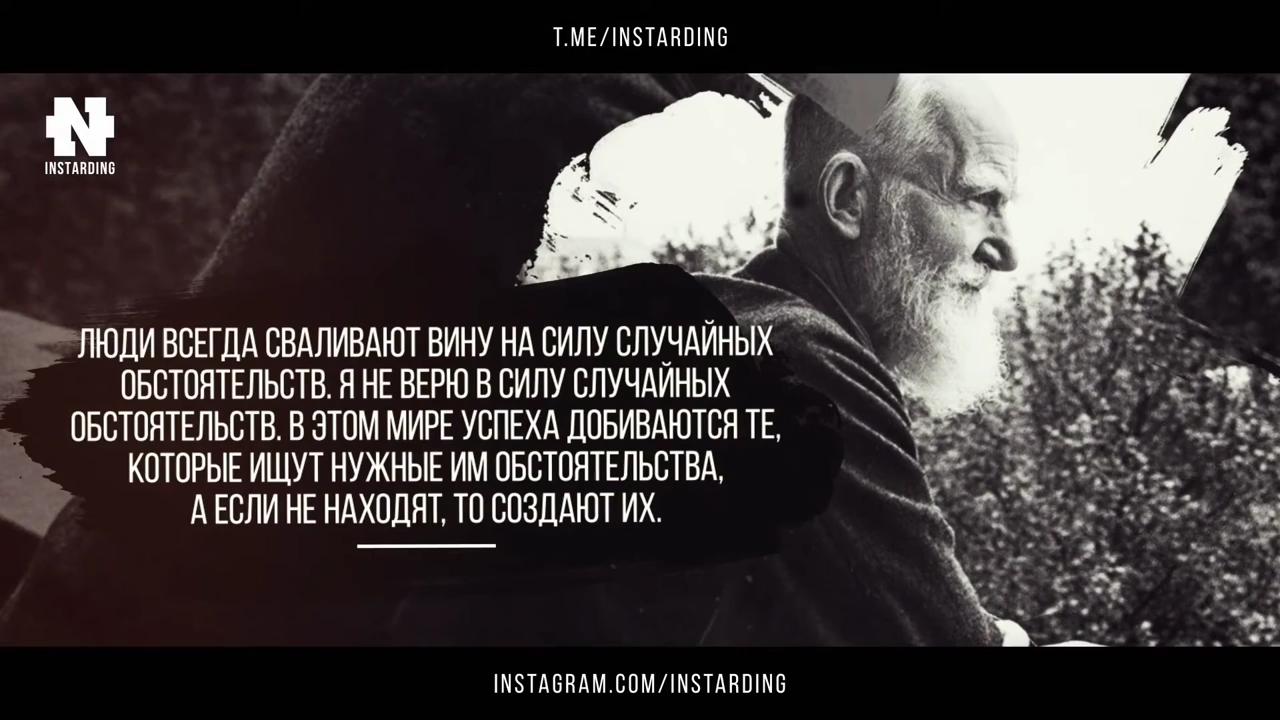 T.ME/INSTARDING
N
INSTARDING
ЛЮДИ ВСЕГДА СВАЛИВАЮТ ВИНУ НА СИЛУ СЛУЧАЙНЫХ
ОБСТОЯТЕЛЬСТВ. Я НЕ ВЕРЮ В СИЛУ СЛУЧАЙНЫХ
ОБСТОЯТЕЛЬСТВ. В ЭТОМ МИРЕ УСПЕХА ДОБИВАЮТСЯ ТЕ,
КОТОРЫЕ ИЩУТ НУЖНЫЕ ИМ ОБСТОЯТЕЛЬСТВА,
А ЕСЛИ НЕ НАХОДЯТ, ТО СОЗДАЮТ ИХ.
INSTAGRAM.COM/INSTARDING